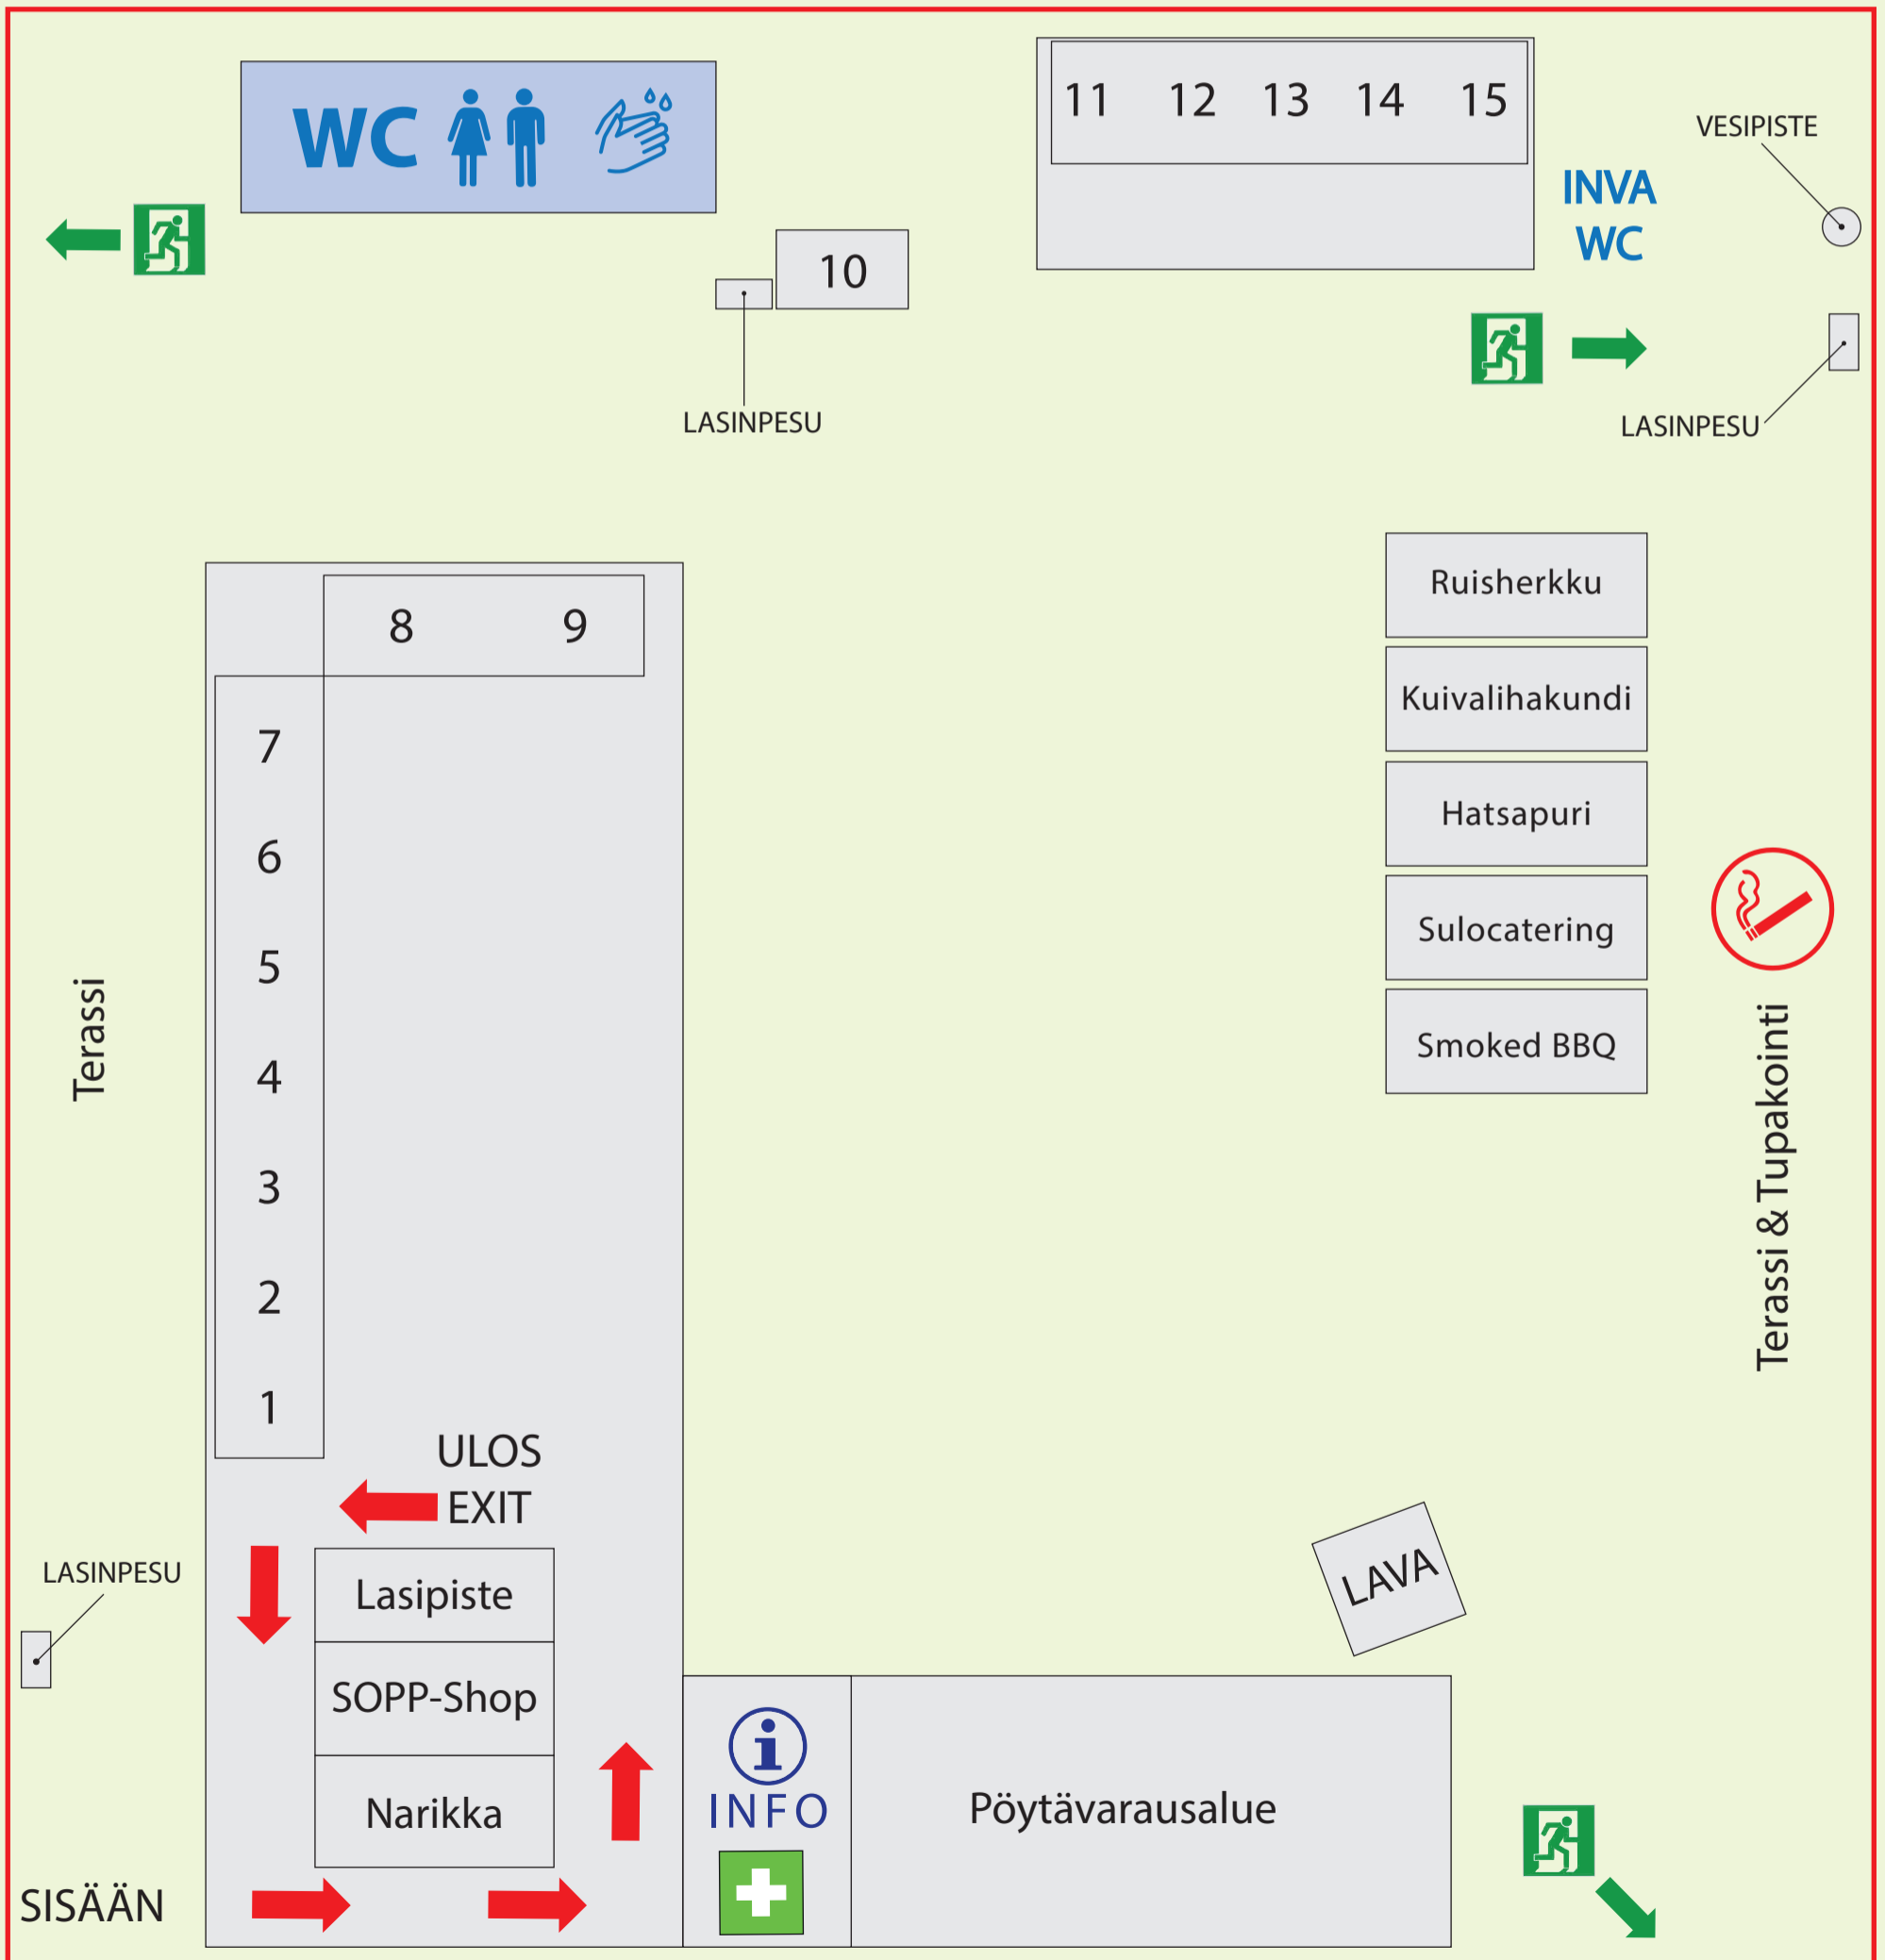 WC
11 12 13 14 15
VESIPISTE
INVA
WC
10
LASINPESU
LASINPESU
Ruisherkku
Kuivalihakundi
Hatsapuri
Sulocatering
Smoked BBQ
8 9
7
6
5
4
3
2
1
Terassi
Terassi & Tupakointi
ULOS
EXIT
LASINPESU
Lasipiste
SOPP-Shop
Narikka
SISÄÄN
LAVA
INFO
Pöytävarausalue